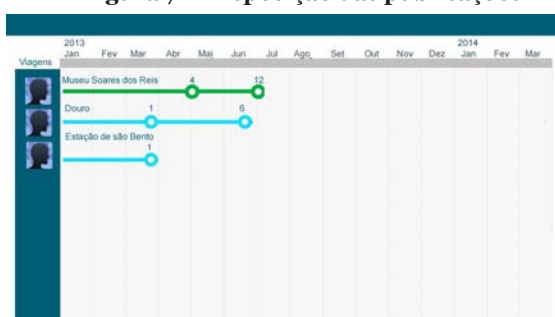 2013
Jan Fev Mar Abr Mai Jun Jul Ago Set Out Nov Dez
2014
Jan Fev Mar
Viagens
Museu Soares dos Reis 4 12
Douro 1 6
Estação de são Bento
1